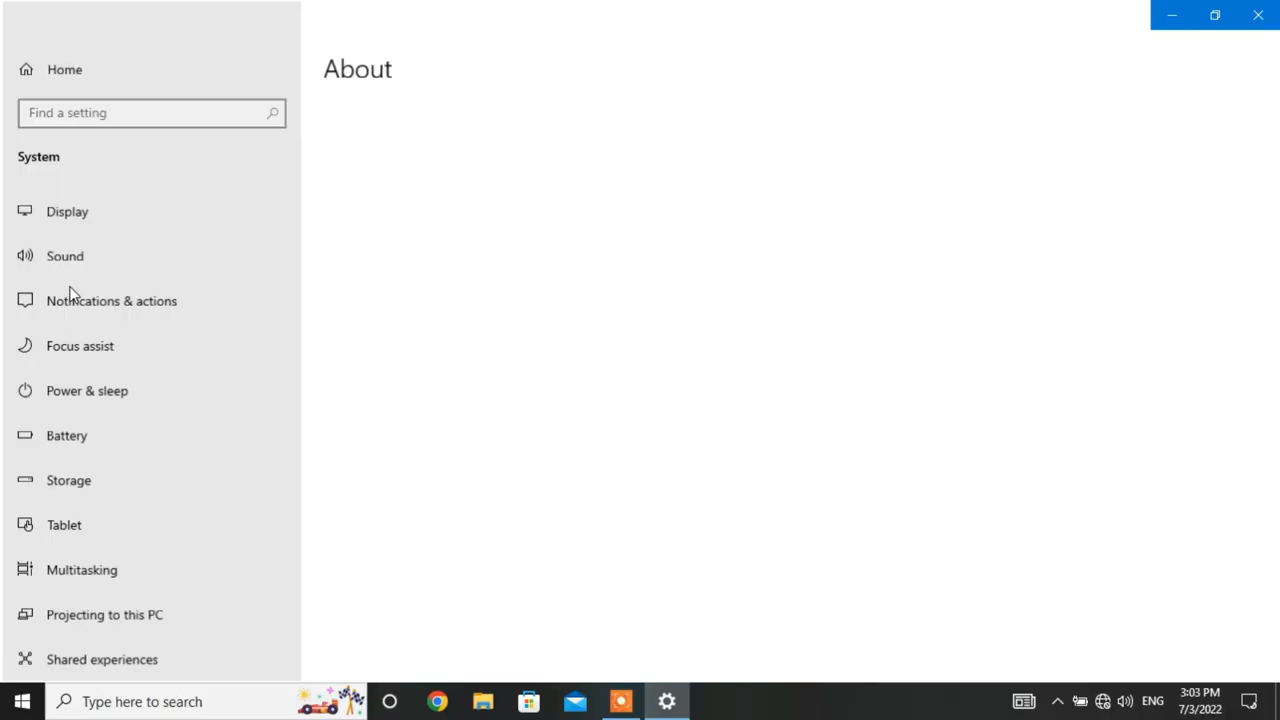 About
Home
Find a setting
System
Display
Sound
Notifications & actions
Focus assist
Power & sleep
Battery
Storage
Tablet
Multitasking
Projecting to this PC
Shared experiences
Type here to search
ENG
3:03 PM
7/3/2022